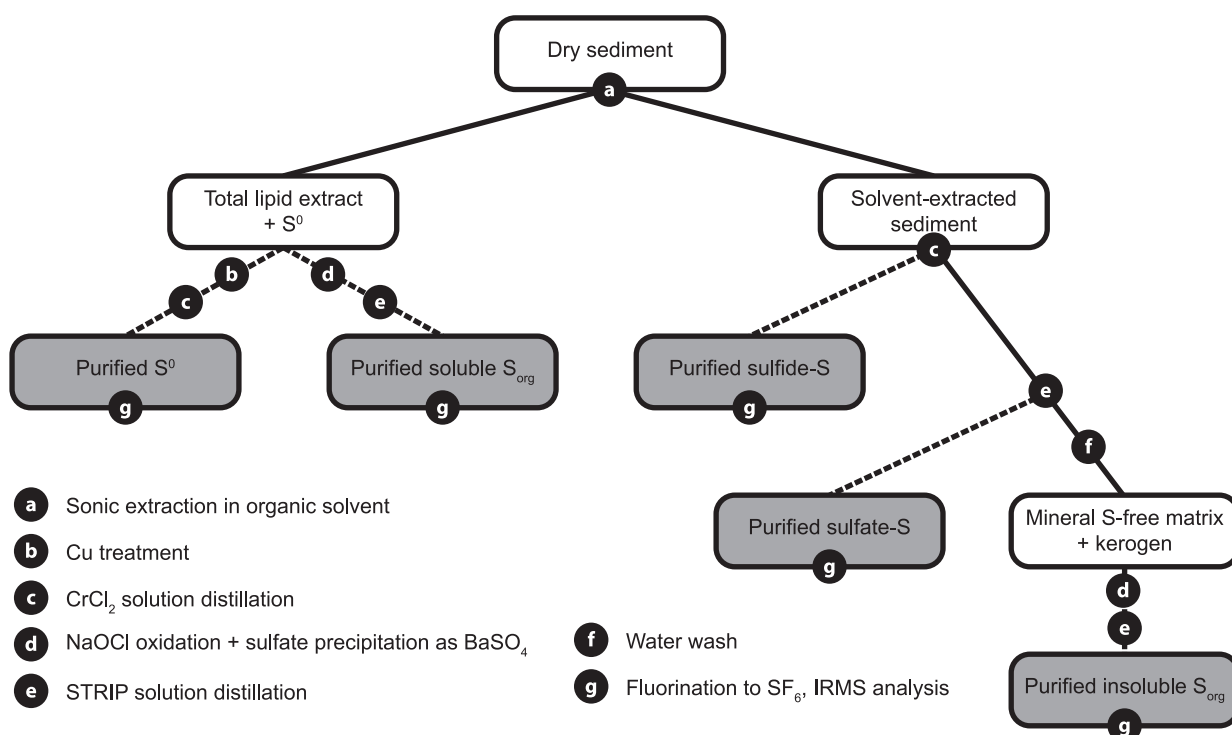 Dry sediment
a
Total lipid extract
+ S⁰
Solvent-extracted
sediment
c
b
d
c
e
Purified S⁰
g
Purified soluble S_org
g
Purified sulfide-S
g
e
f
Purified sulfate-S
g
Mineral S-free matrix
+ kerogen
d
e
Purified insoluble S_org
g
a Sonic extraction in organic solvent
b Cu treatment
c CrCl₂ solution distillation
d NaOCl oxidation + sulfate precipitation as BaSO₄
e STRIP solution distillation
f Water wash
g Fluorination to SF₆, IRMS analysis